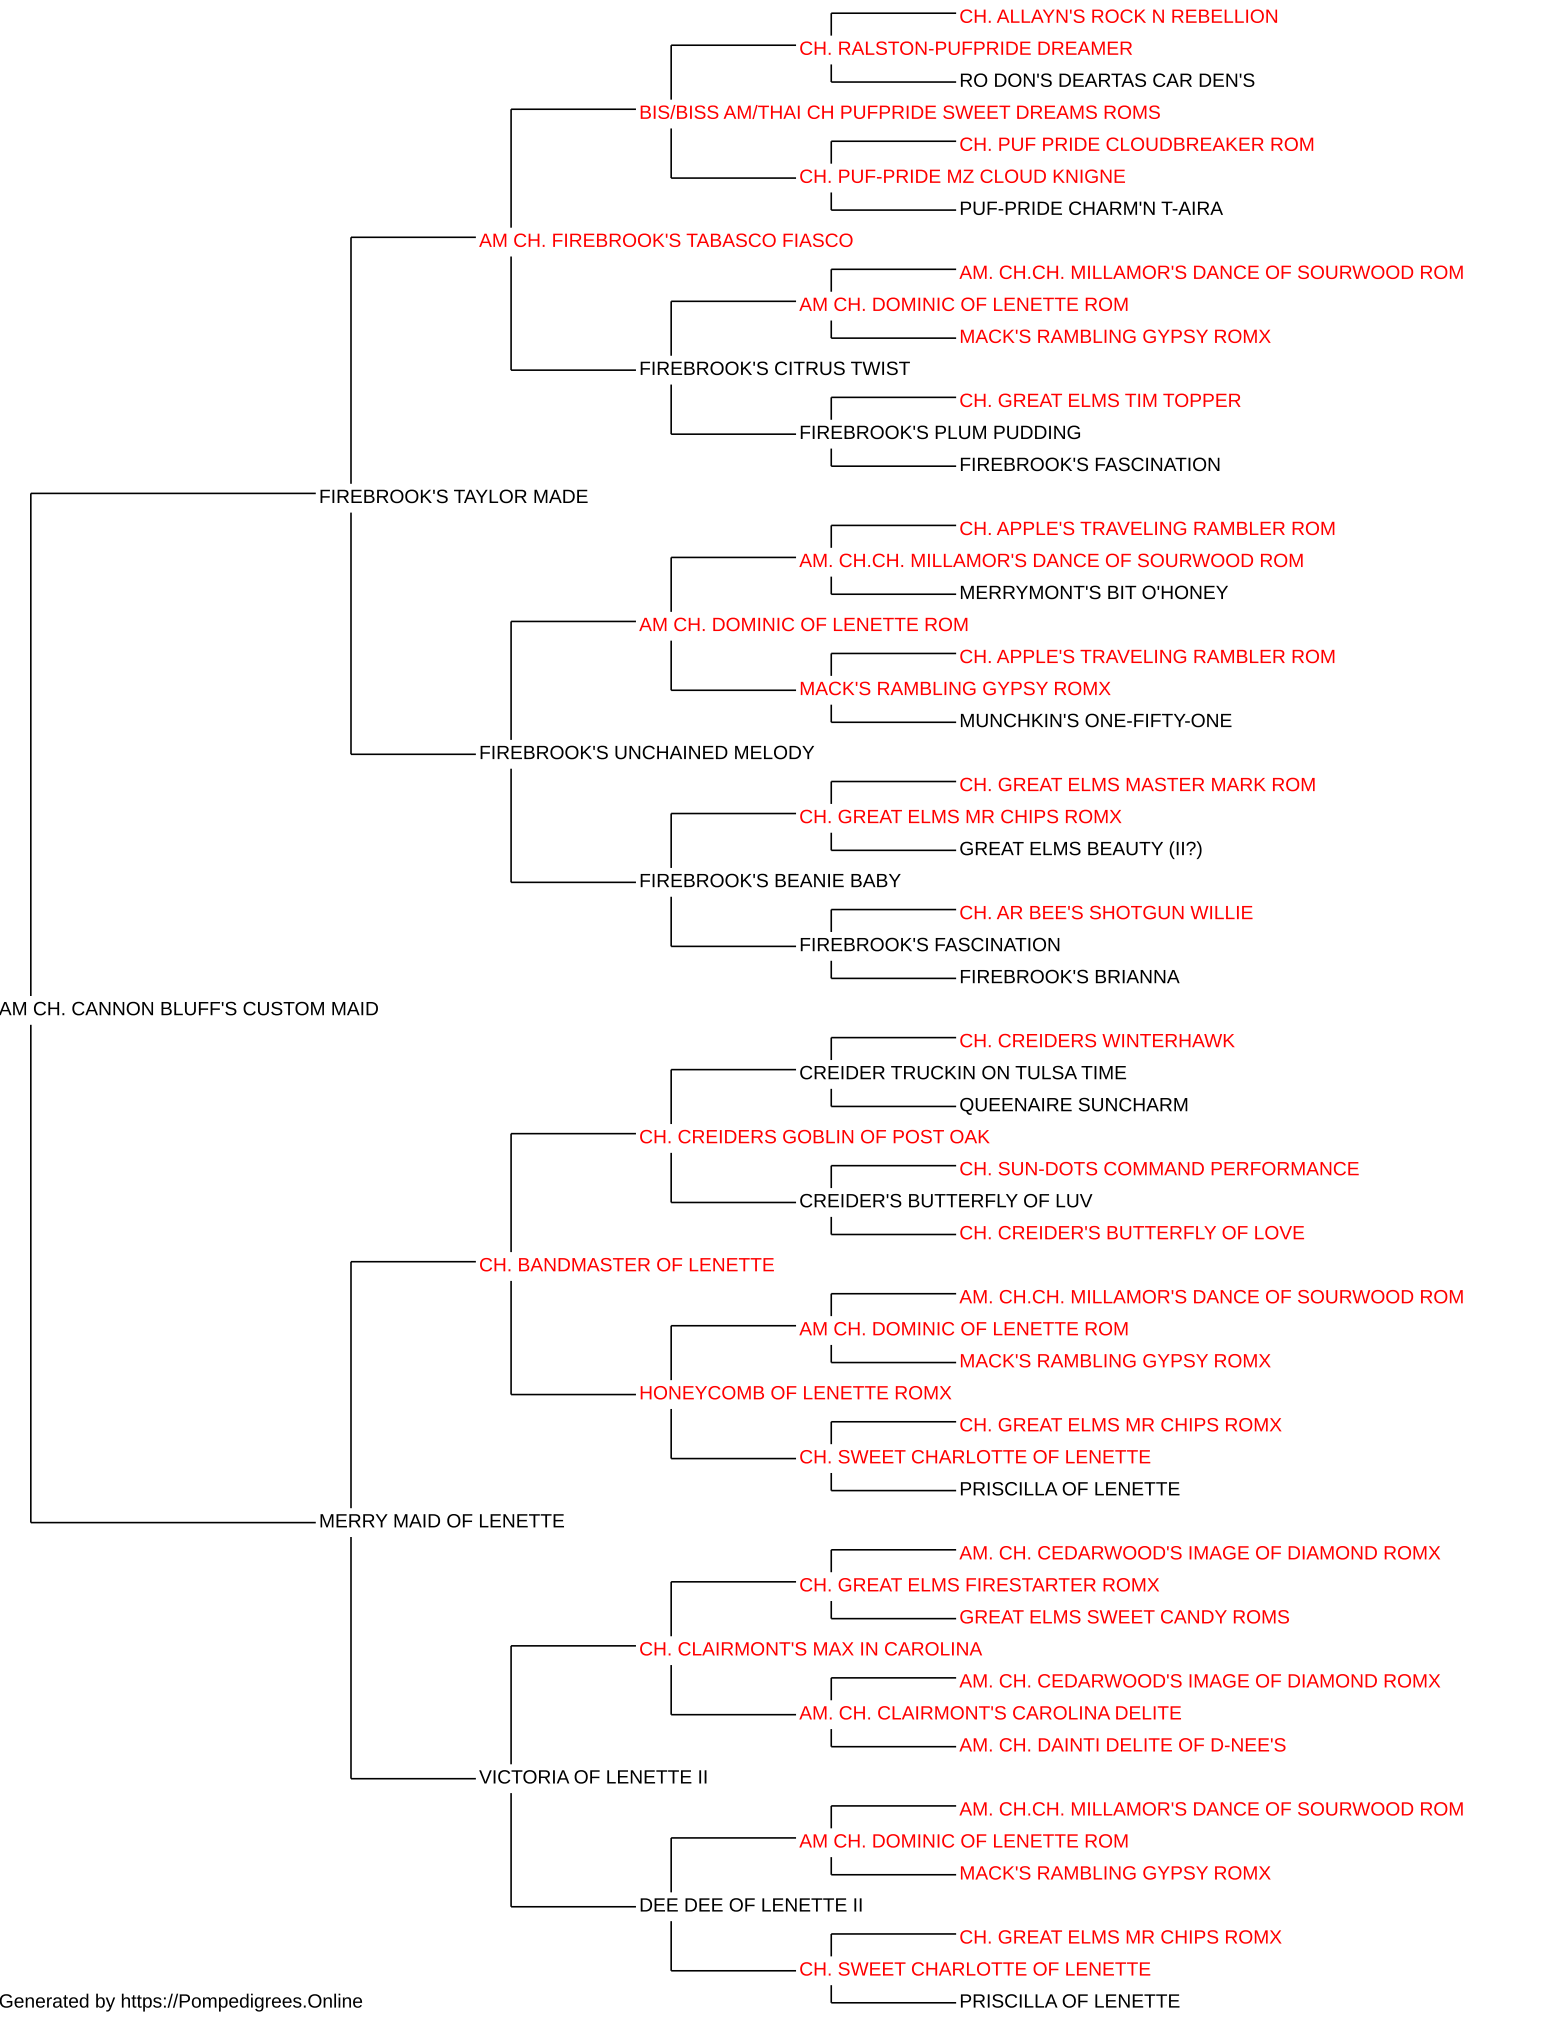 CH. ALLAYN'S ROCK N REBELLION
CH. RALSTON-PUFPRIDE DREAMER
RO DON'S DEARTAS CAR DEN'S
BIS/BISS AM/THAI CH PUFPRIDE SWEET DREAMS ROMS
CH. PUF PRIDE CLOUDBREAKER ROM
CH. PUF-PRIDE MZ CLOUD KNIGNE
PUF-PRIDE CHARM'N T-AIRA
AM CH. FIREBROOK'S TABASCO FIASCO
AM. CH.CH. MILLAMOR'S DANCE OF SOURWOOD ROM
AM CH. DOMINIC OF LENETTE ROM
MACK'S RAMBLING GYPSY ROMX
FIREBROOK'S CITRUS TWIST
CH. GREAT ELMS TIM TOPPER
FIREBROOK'S PLUM PUDDING
FIREBROOK'S FASCINATION
FIREBROOK'S TAYLOR MADE
CH. APPLE'S TRAVELING RAMBLER ROM
AM. CH.CH. MILLAMOR'S DANCE OF SOURWOOD ROM
MERRYMONT'S BIT O'HONEY
AM CH. DOMINIC OF LENETTE ROM
CH. APPLE'S TRAVELING RAMBLER ROM
MACK'S RAMBLING GYPSY ROMX
MUNCHKIN'S ONE-FIFTY-ONE
FIREBROOK'S UNCHAINED MELODY
CH. GREAT ELMS MASTER MARK ROM
CH. GREAT ELMS MR CHIPS ROMX
GREAT ELMS BEAUTY (II?)
FIREBROOK'S BEANIE BABY
CH. AR BEE'S SHOTGUN WILLIE
FIREBROOK'S FASCINATION
FIREBROOK'S BRIANNA
AM CH. CANNON BLUFF'S CUSTOM MAID
CH. CREIDERS WINTERHAWK
CREIDER TRUCKIN ON TULSA TIME
QUEENAIRE SUNCHARM
CH. CREIDERS GOBLIN OF POST OAK
CH. SUN-DOTS COMMAND PERFORMANCE
CREIDER'S BUTTERFLY OF LUV
CH. CREIDER'S BUTTERFLY OF LOVE
CH. BANDMASTER OF LENETTE
AM. CH.CH. MILLAMOR'S DANCE OF SOURWOOD ROM
AM CH. DOMINIC OF LENETTE ROM
MACK'S RAMBLING GYPSY ROMX
HONEYCOMB OF LENETTE ROMX
CH. GREAT ELMS MR CHIPS ROMX
CH. SWEET CHARLOTTE OF LENETTE
PRISCILLA OF LENETTE
MERRY MAID OF LENETTE
AM. CH. CEDARWOOD'S IMAGE OF DIAMOND ROMX
CH. GREAT ELMS FIRESTARTER ROMX
GREAT ELMS SWEET CANDY ROMS
CH. CLAIRMONT'S MAX IN CAROLINA
AM. CH. CEDARWOOD'S IMAGE OF DIAMOND ROMX
AM. CH. CLAIRMONT'S CAROLINA DELITE
AM. CH. DAINTI DELITE OF D-NEE'S
VICTORIA OF LENETTE II
AM. CH.CH. MILLAMOR'S DANCE OF SOURWOOD ROM
AM CH. DOMINIC OF LENETTE ROM
MACK'S RAMBLING GYPSY ROMX
DEE DEE OF LENETTE II
CH. GREAT ELMS MR CHIPS ROMX
CH. SWEET CHARLOTTE OF LENETTE
PRISCILLA OF LENETTE
Generated by https://Pompedigrees.Online